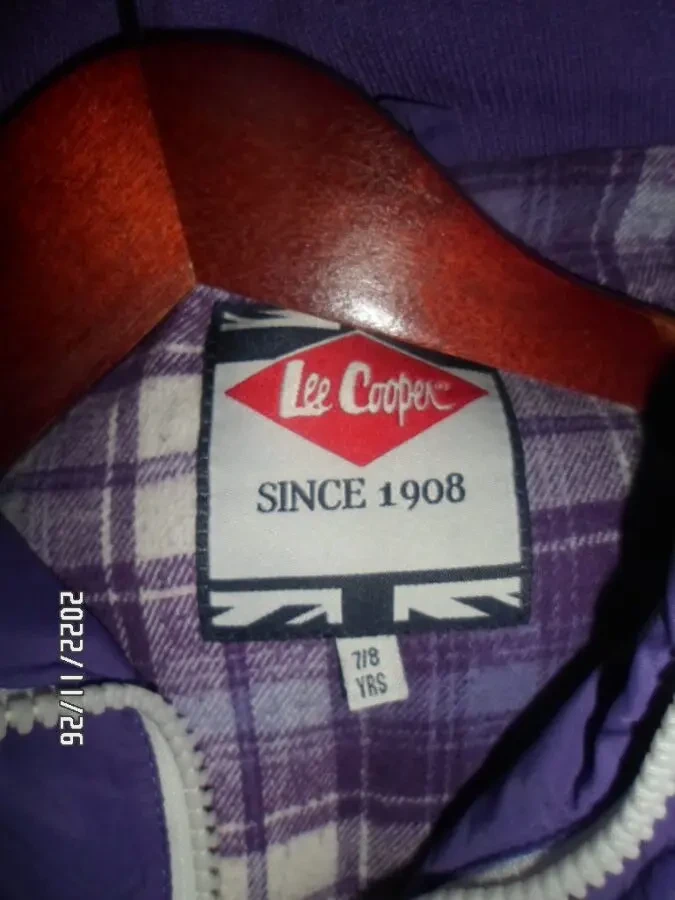 Lee Cooper
SINCE 1908
7/8
YRS
2022/11/26